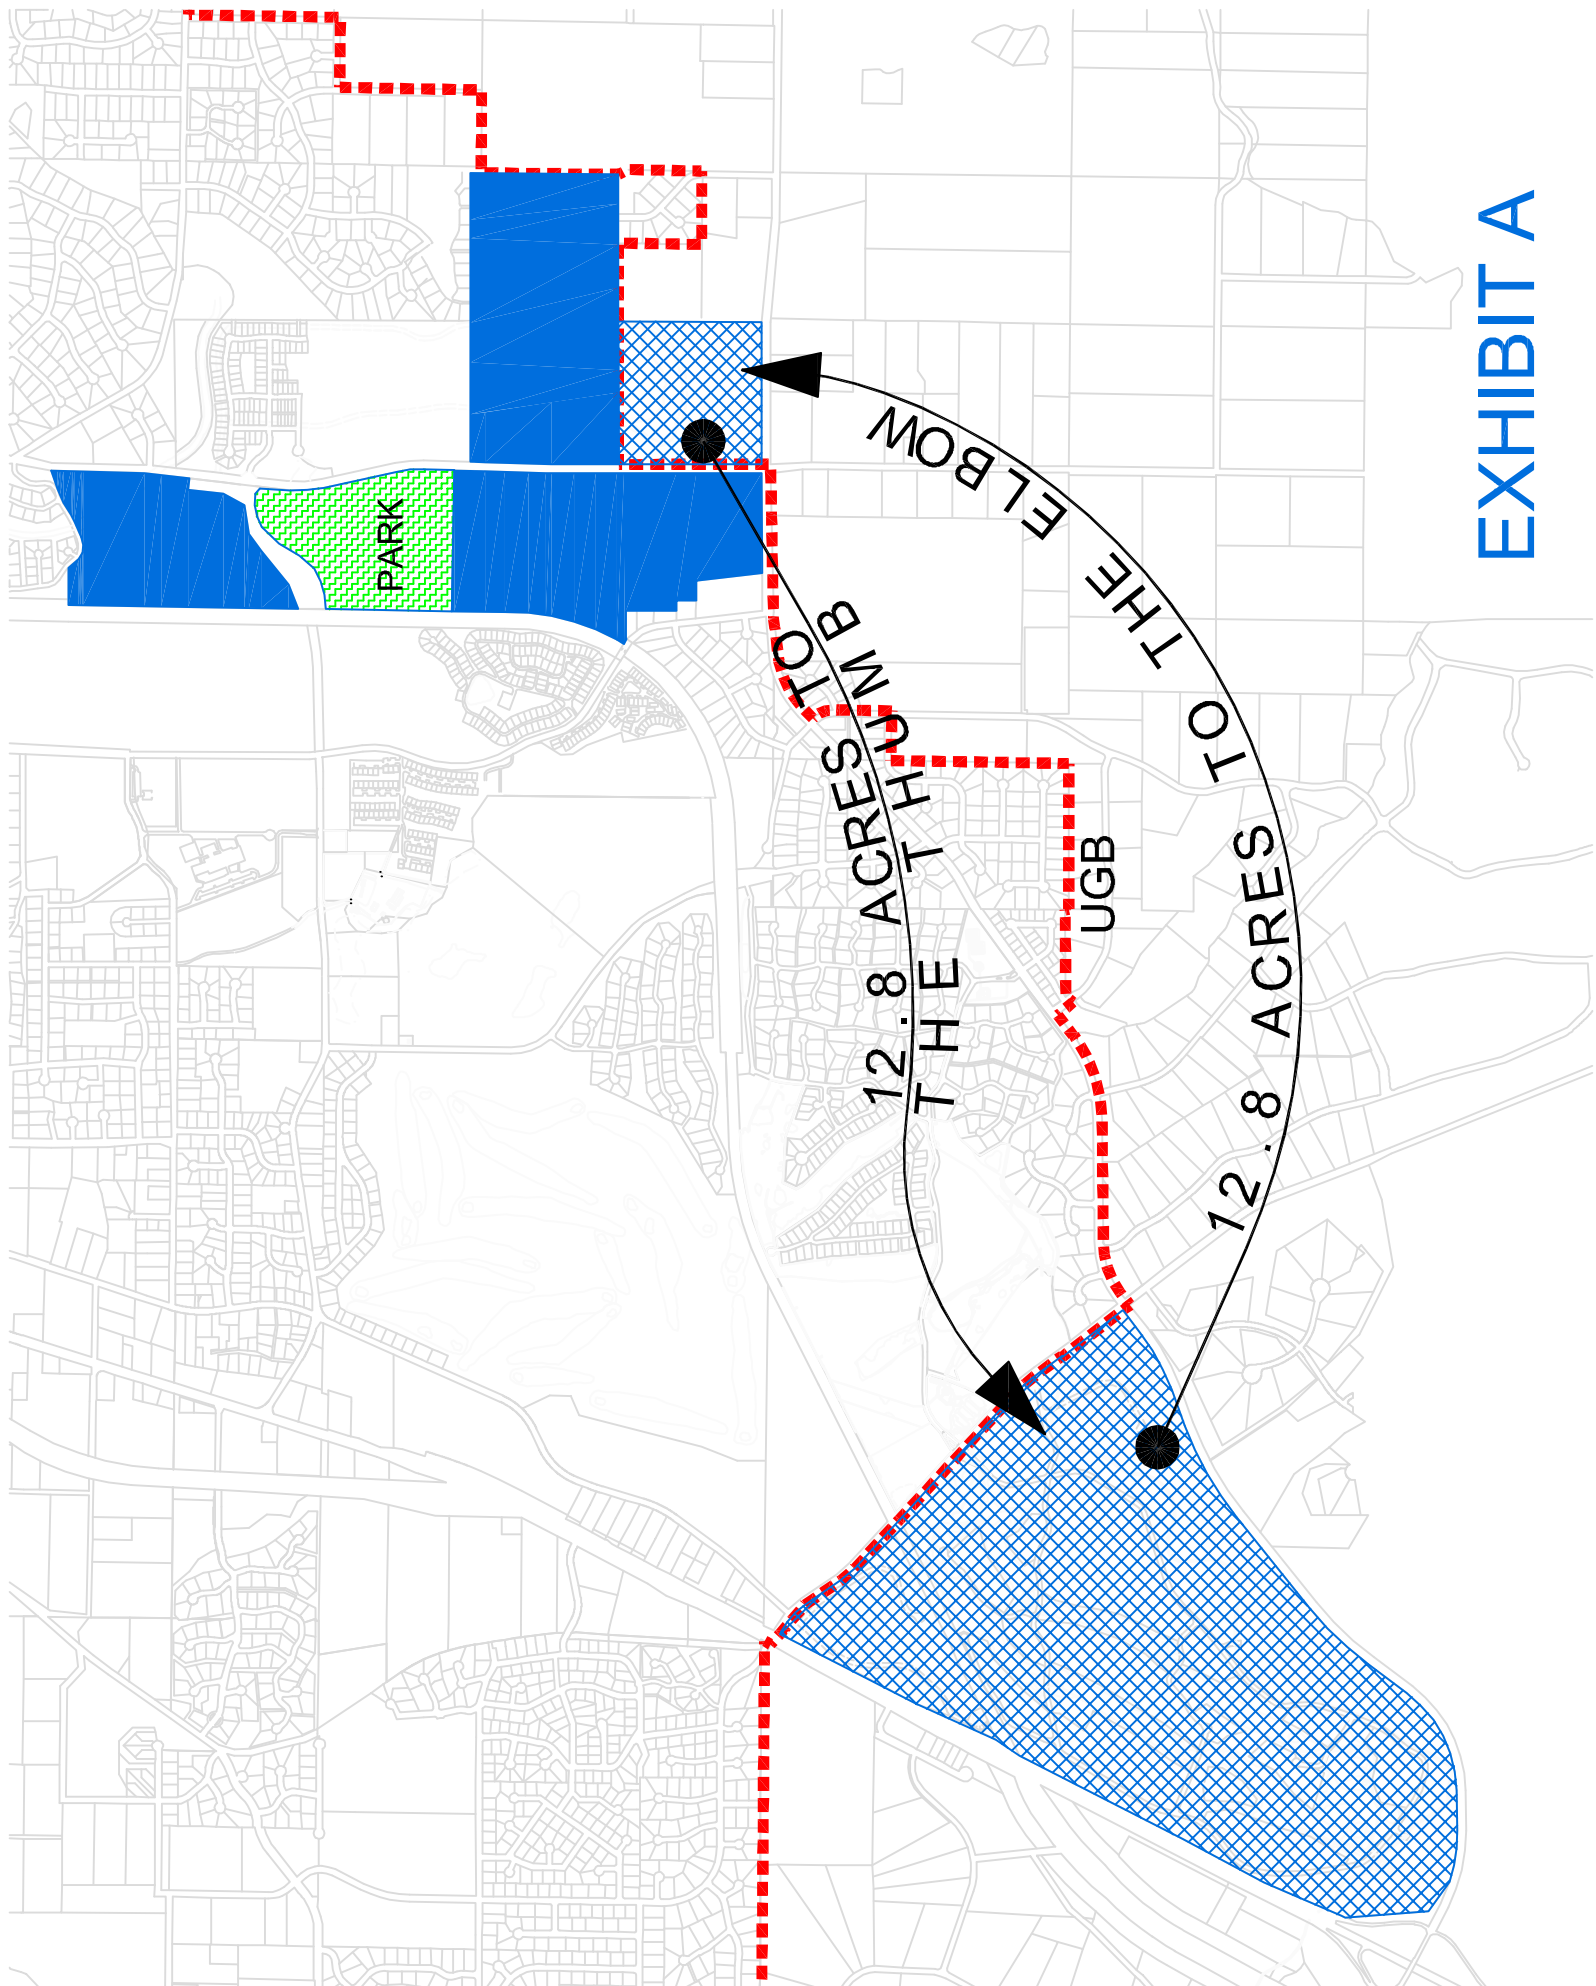 EXHIBIT A
PARK
12.8 ACRES TO
THE THUMB
UGB
12.8 ACRES TO THE ELBOW